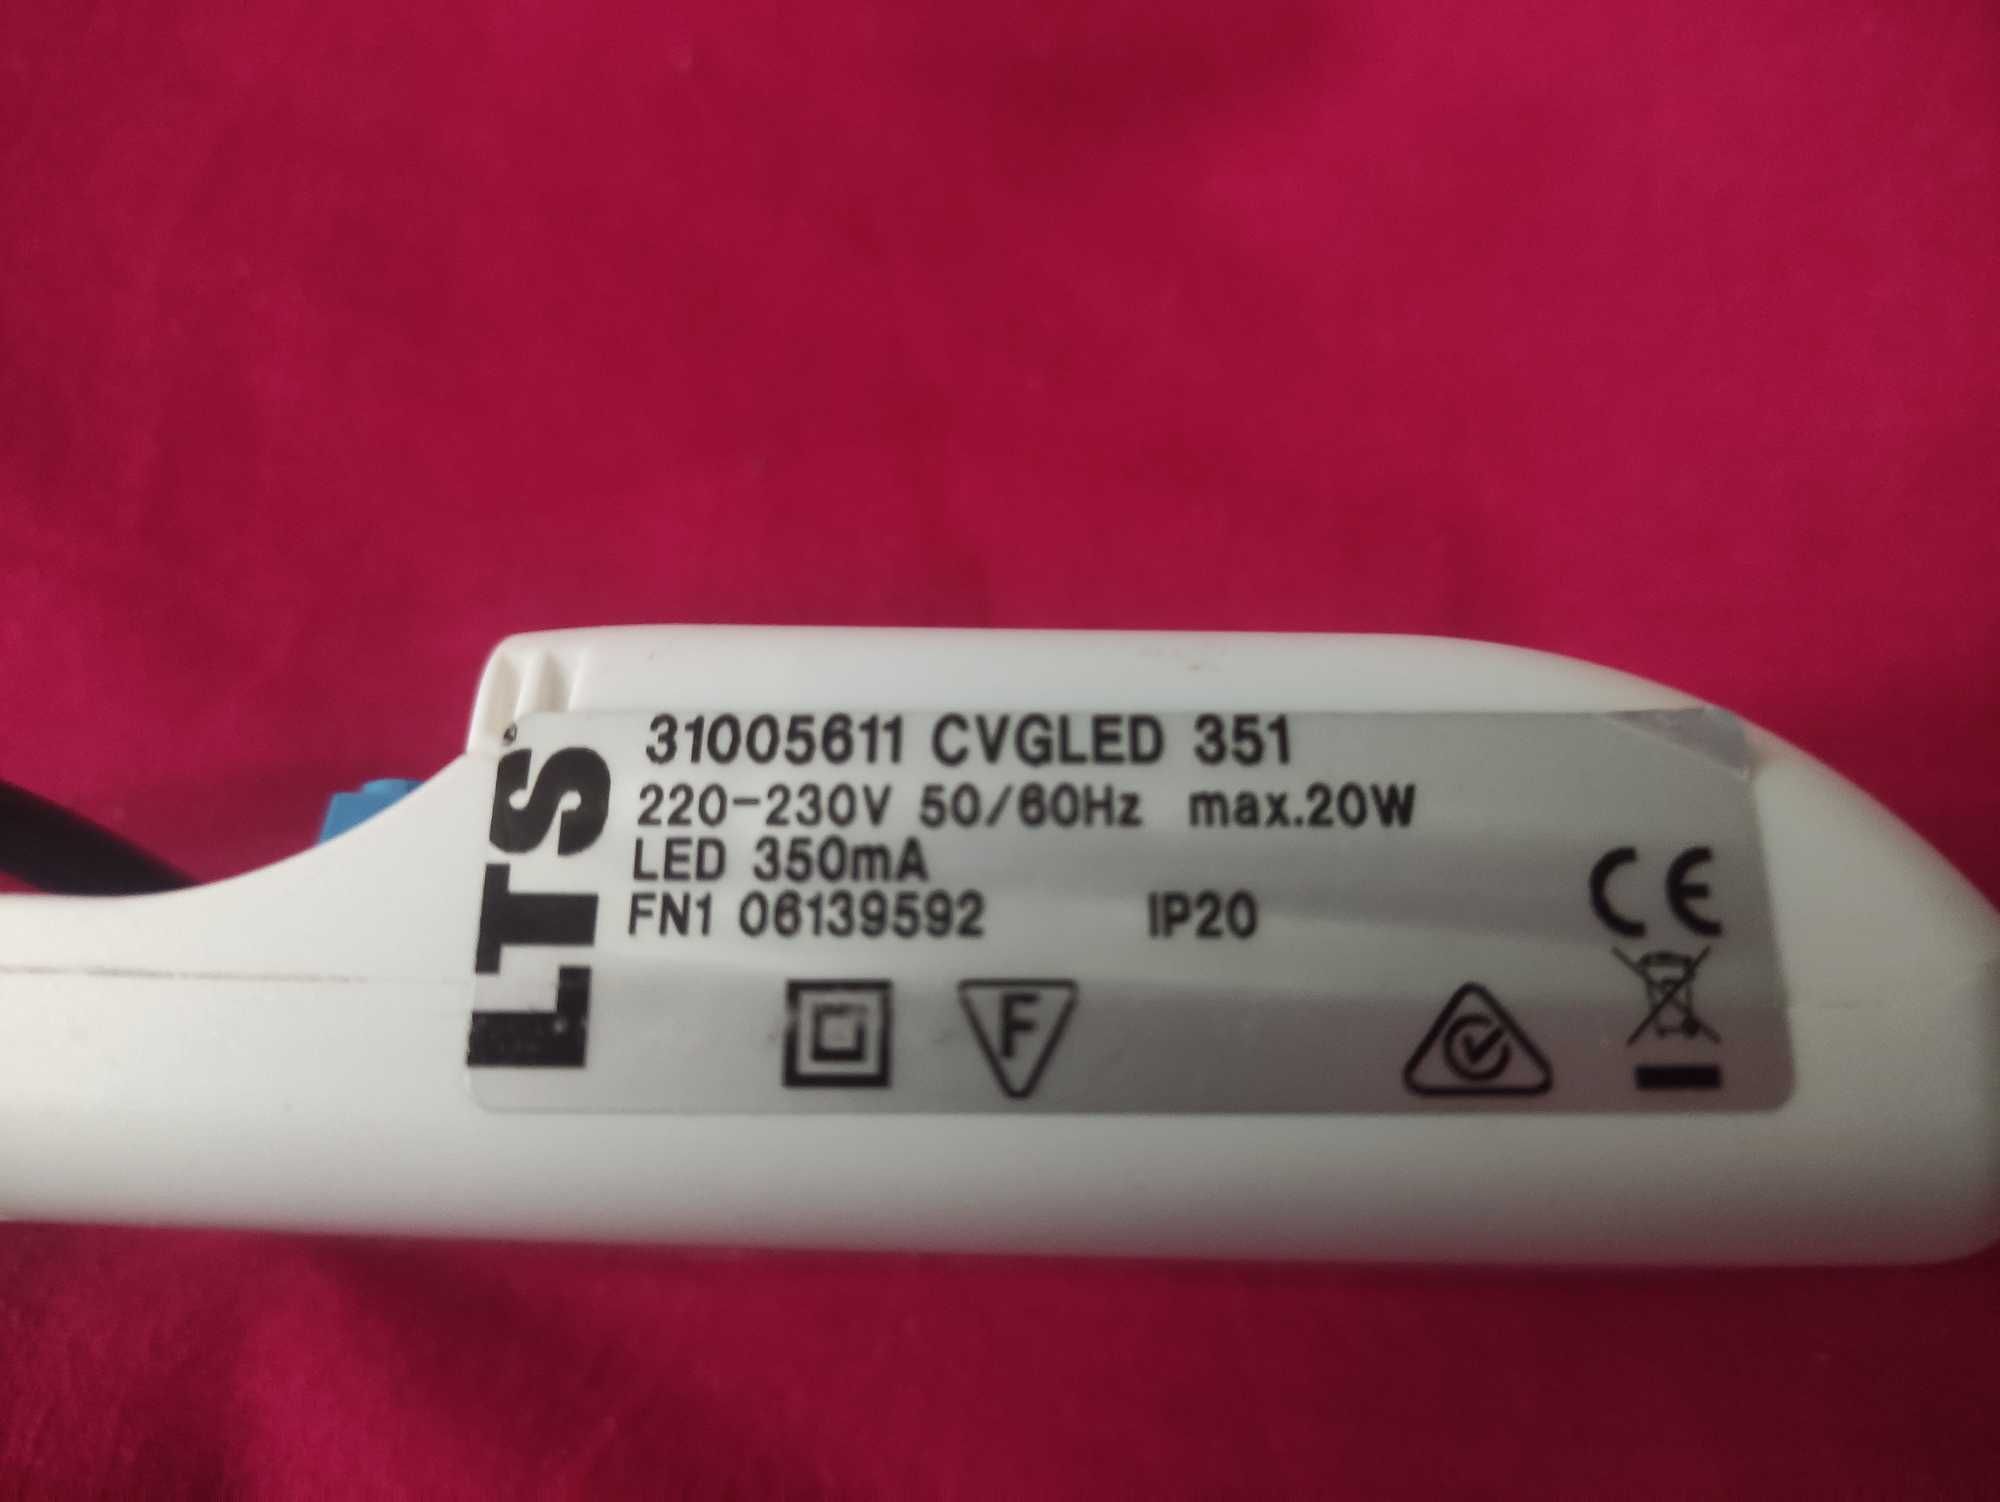 LTS
31005611 CVGLED 351
220-230V 50/60Hz max.20W
LED 350mA
FN1 06139592 IP20
F
CE